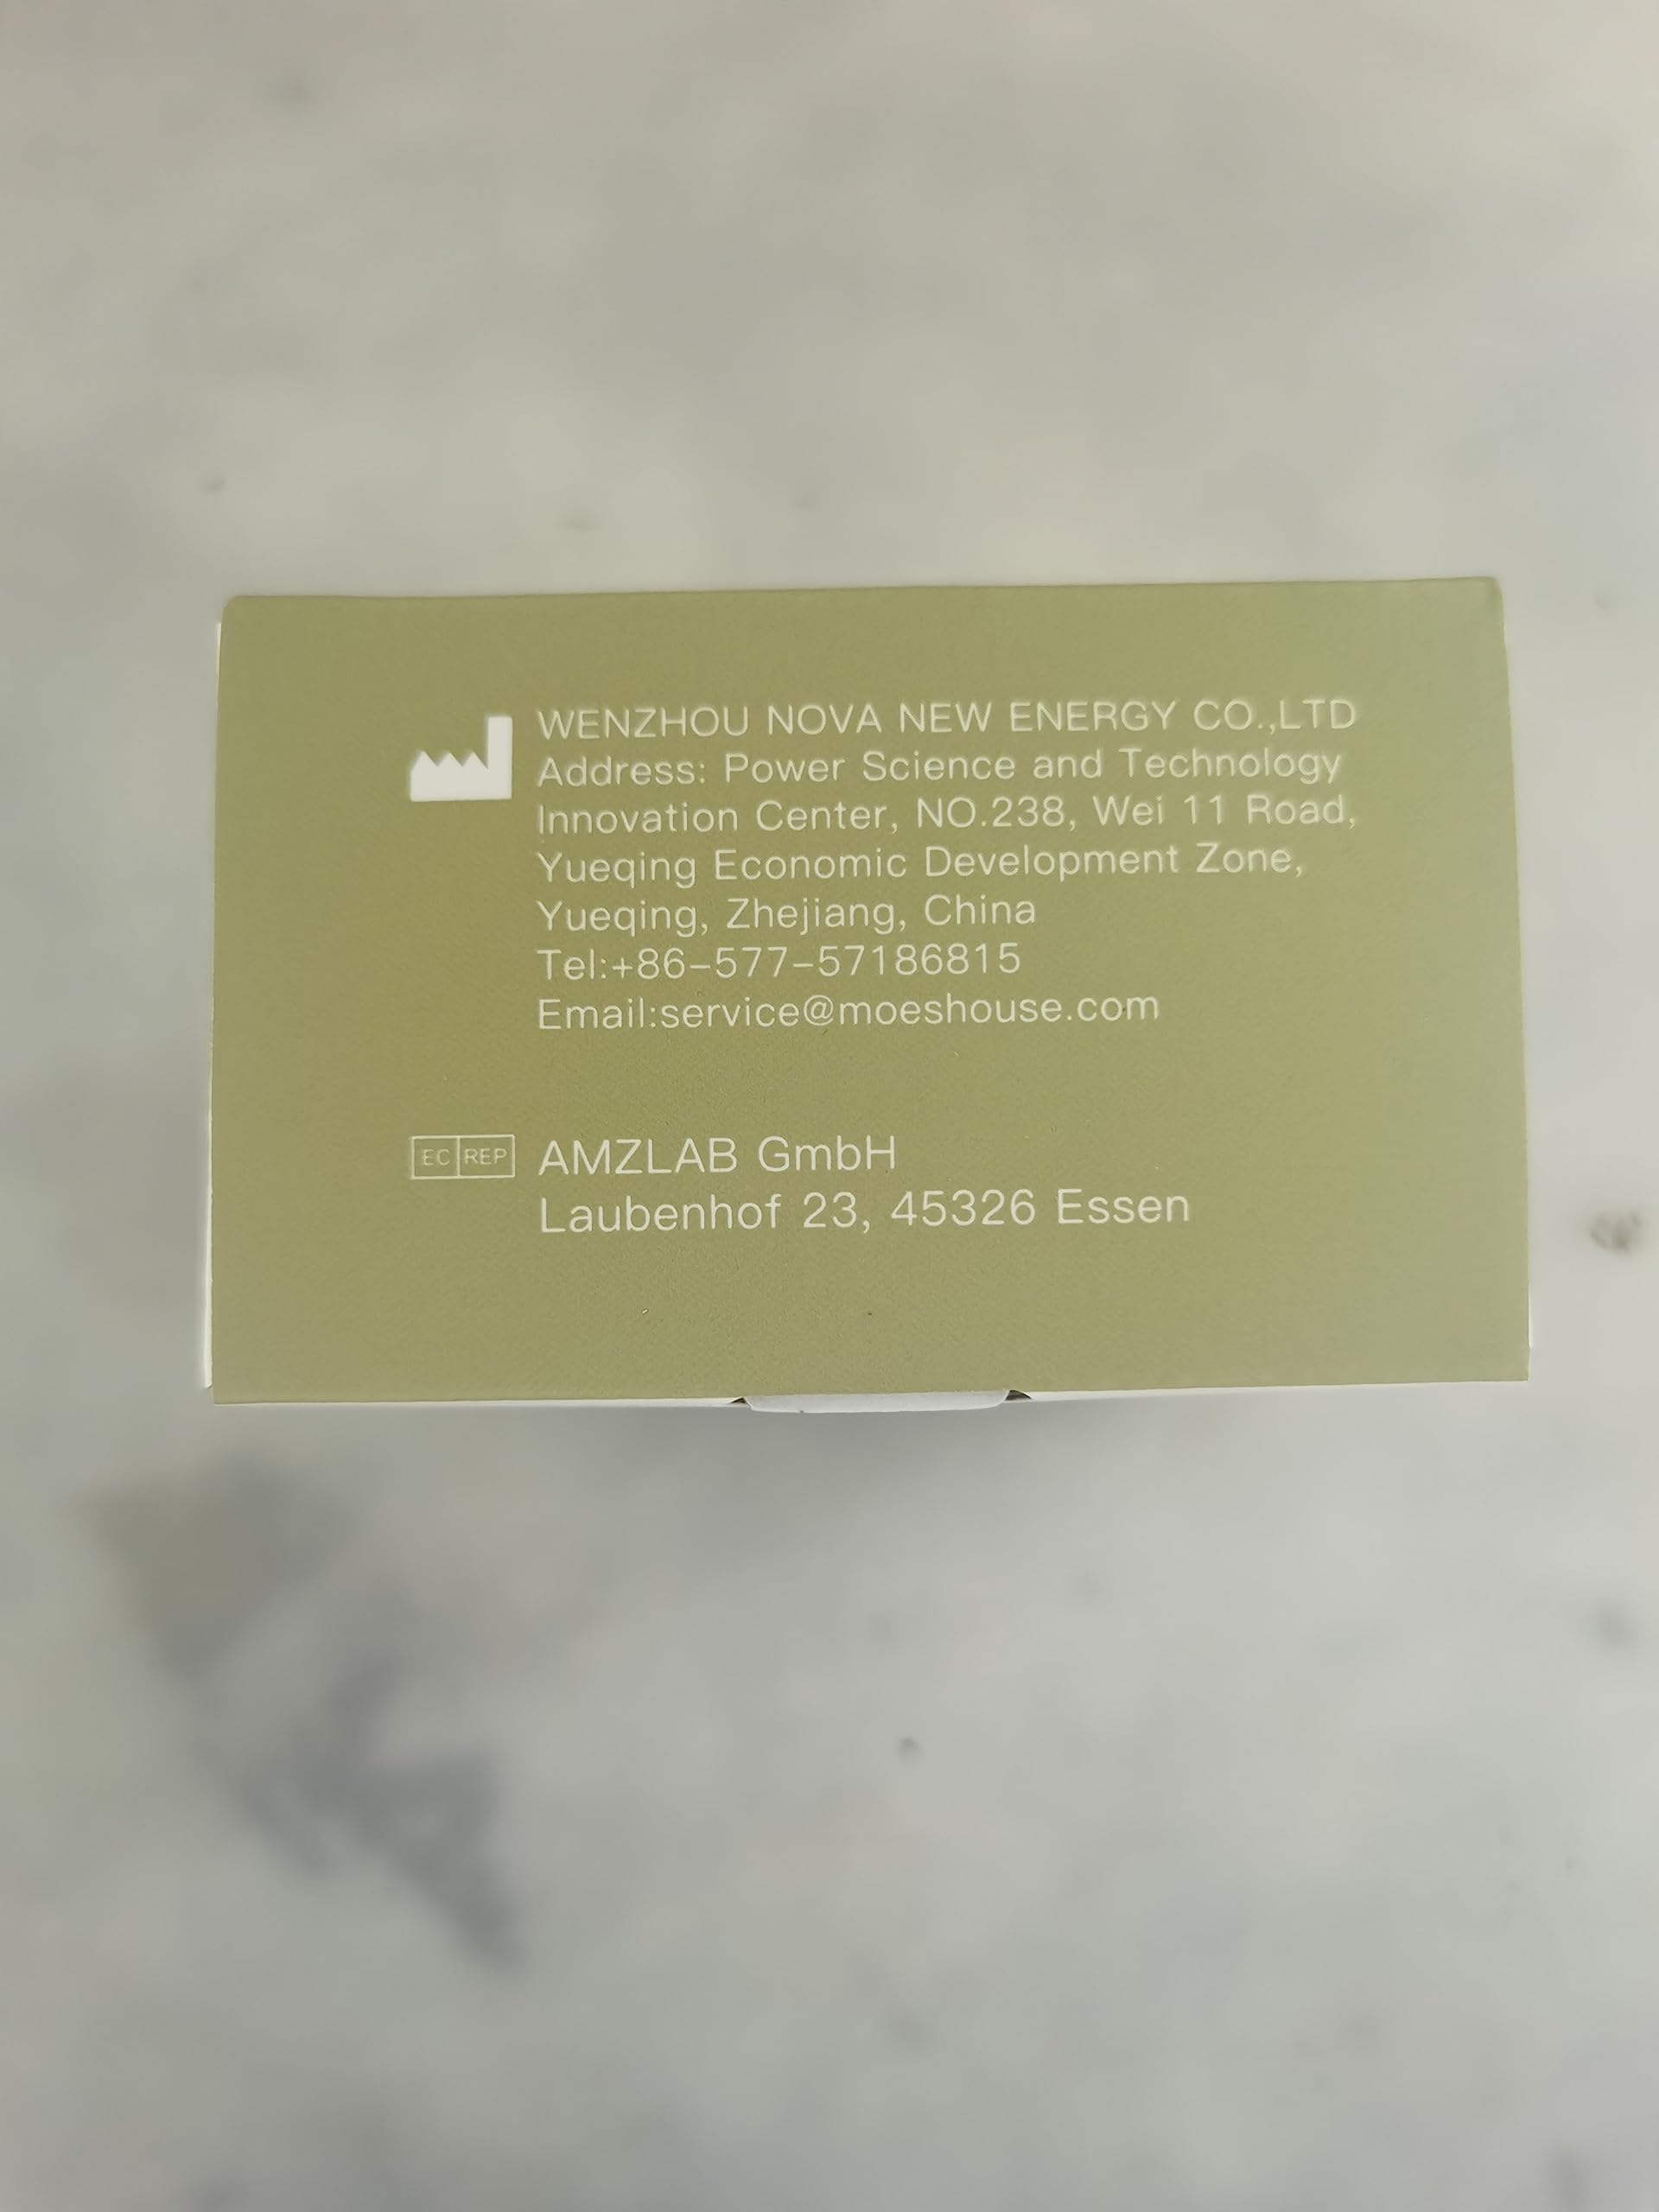 WENZHOU NOVA NEW ENERGY CO.,LTD
Address: Power Science and Technology
Innovation Center, NO.238, Wei 11 Road,
Yueqing Economic Development Zone,
Yueqing, Zhejiang, China
Tel:+86-577-57186815
Email:service@moeshouse.com
EC REP AMZLAB GmbH
Laubenhof 23, 45326 Essen